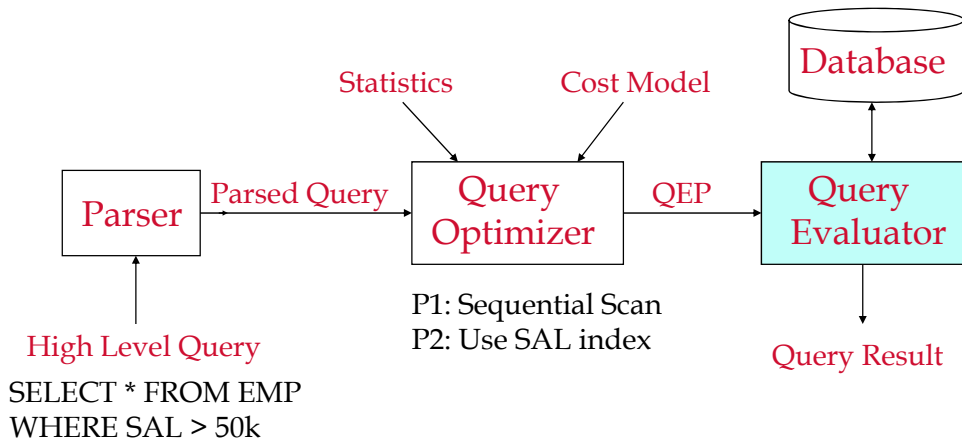 Database
Statistics
Cost Model
Parser
Parsed Query
Query
Optimizer
QEP
Query
Evaluator
P1: Sequential Scan
P2: Use SAL index
High Level Query
SELECT * FROM EMP
WHERE SAL > 50k
Query Result